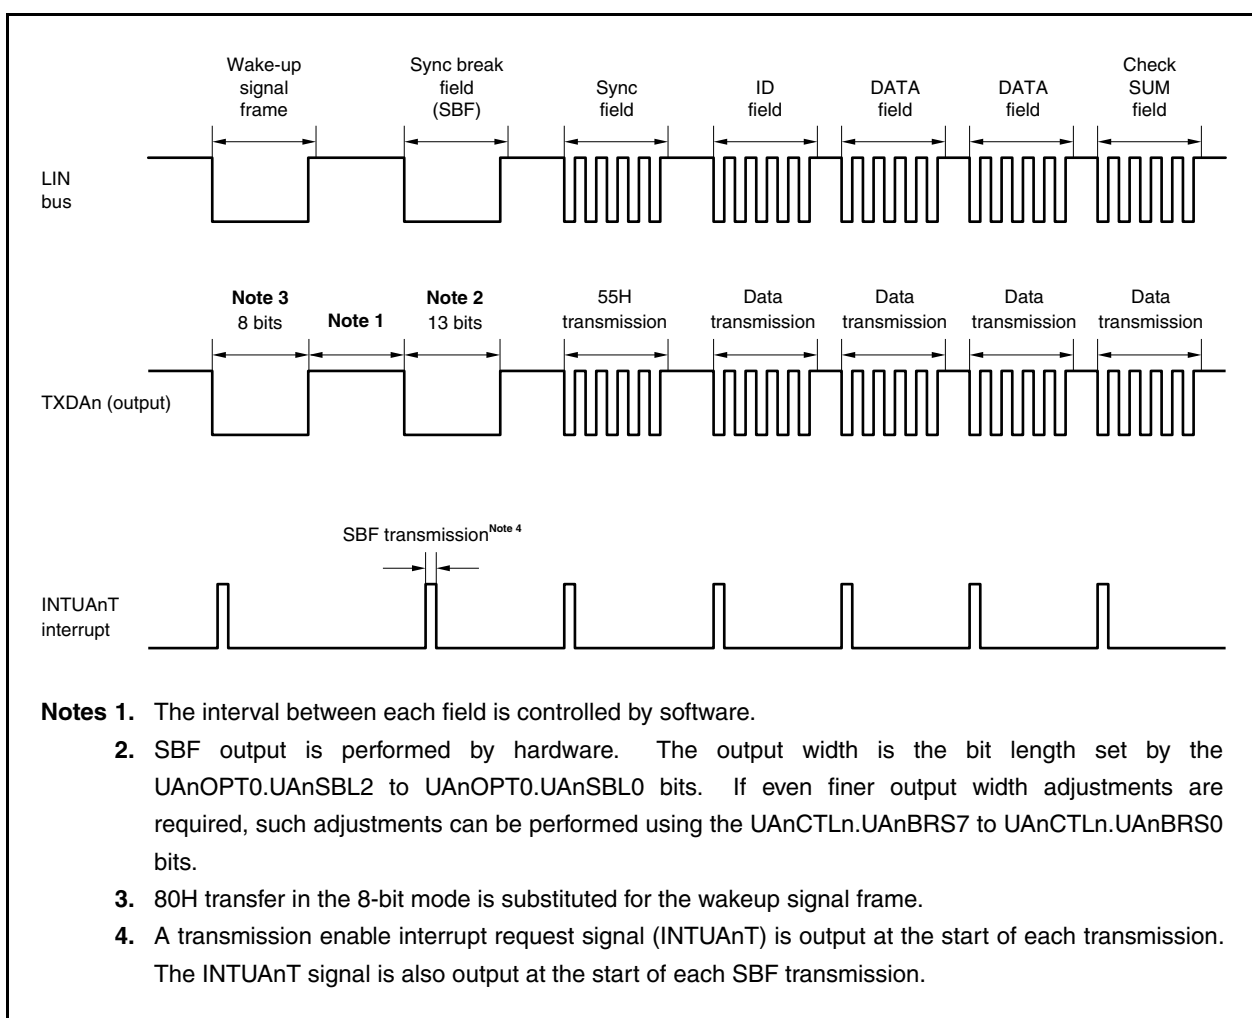 Wake-up
signal
frame
Sync break
field
(SBF)
Sync
field
ID
field
DATA
field
DATA
field
Check
SUM
field
LIN
bus
Note 3
8 bits
Note 1
Note 2
13 bits
55H
transmission
Data
transmission
Data
transmission
Data
transmission
Data
transmission
TXDAn (output)
SBF transmission Note 4
INTUAnT
interrupt
Notes 1. The interval between each field is controlled by software.
2. SBF output is performed by hardware. The output width is the bit length set by the
UAnOPT0.UAnSBL2 to UAnOPT0.UAnSBL0 bits. If even finer output width adjustments are
required, such adjustments can be performed using the UAnCTLn.UAnBRS7 to UAnCTLn.UAnBRS0
bits.
3. 80H transfer in the 8-bit mode is substituted for the wakeup signal frame.
4. A transmission enable interrupt request signal (INTUAnT) is output at the start of each transmission.
The INTUAnT signal is also output at the start of each SBF transmission.